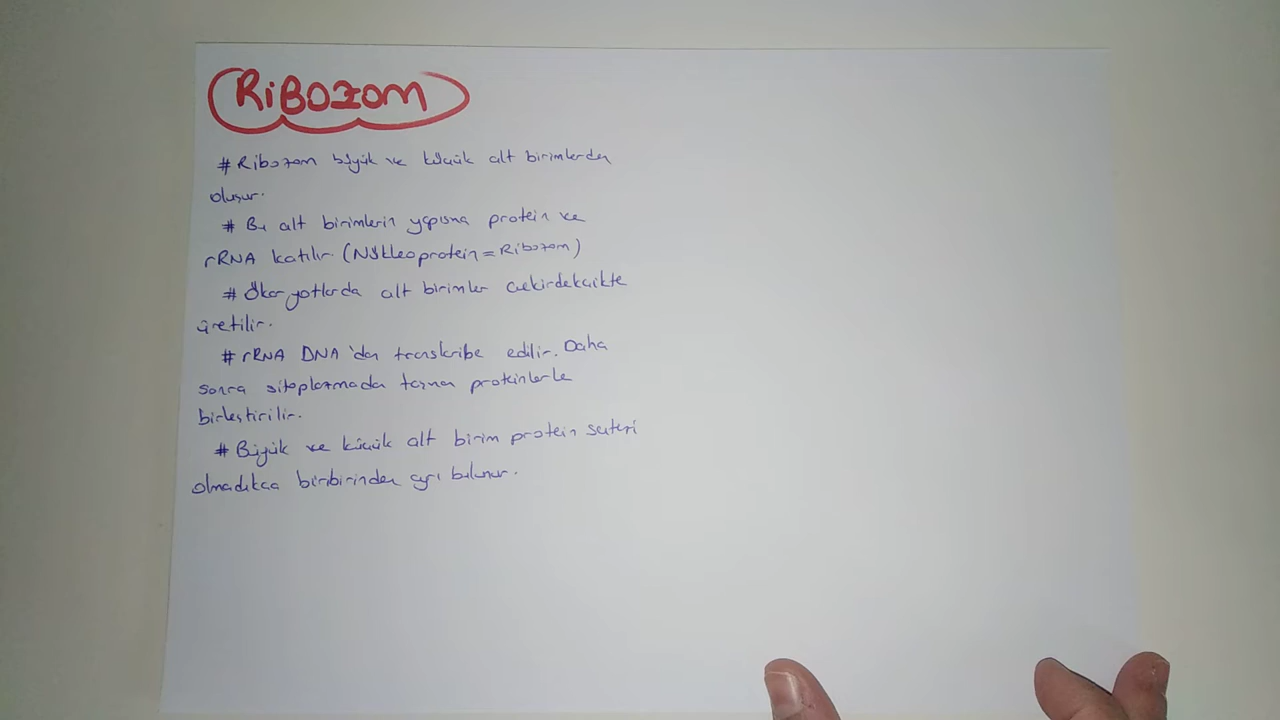 RiBOZOM
# Ribozom büyük ve küçük alt birimlerden
oluşur.
# Bu alt birimlerin yapısına protein ve
rRNA katılır. (Nükleoprotein = Ribozom)
# Ökaryotlarda alt birimler çekirdekçikte
üretilir.
# rRNA DNA'dan transkribe edilir. Daha
sonra sitoplazmada proteinlerle
birleştirilir.
# Büyük ve küçük alt birim protein sentezi
olmadıkça biribirinden ayrı bulunur.